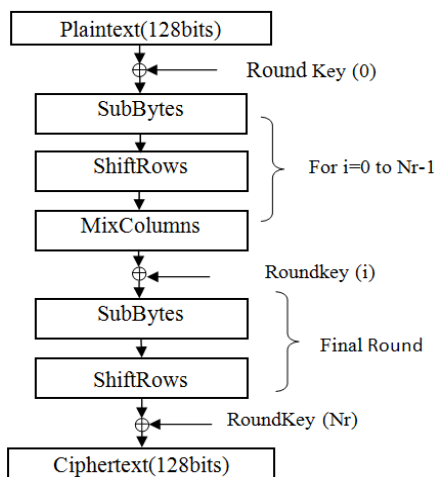 Plaintext(128bits)
Round Key (0)
SubBytes
ShiftRows
For i=0 to Nr-1
MixColumns
Roundkey (i)
SubBytes
Final Round
ShiftRows
RoundKey (Nr)
Ciphertext(128bits)